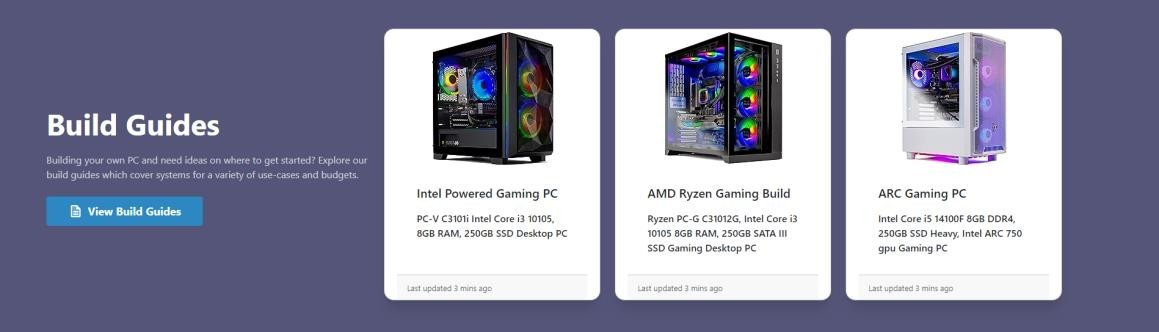 Build Guides
Building your own PC and need ideas on where to get started? Explore our
build guides which cover systems for a variety of use-cases and budgets.
View Build Guides
Intel Powered Gaming PC
PC-V C3101i Intel Core i3 10105,
8GB RAM, 250GB SSD Desktop PC
Last updated 3 mins ago
AMD Ryzen Gaming Build
Ryzen PC-G C31012G, Intel Core i3
10105 8GB RAM, 250GB SATA III
SSD Gaming Desktop PC
Last updated 3 mins ago
ARC Gaming PC
Intel Core i5 14100F 8GB DDR4,
250GB SSD Heavy, Intel ARC 750
gpu Gaming PC
Last updated 3 mins ago